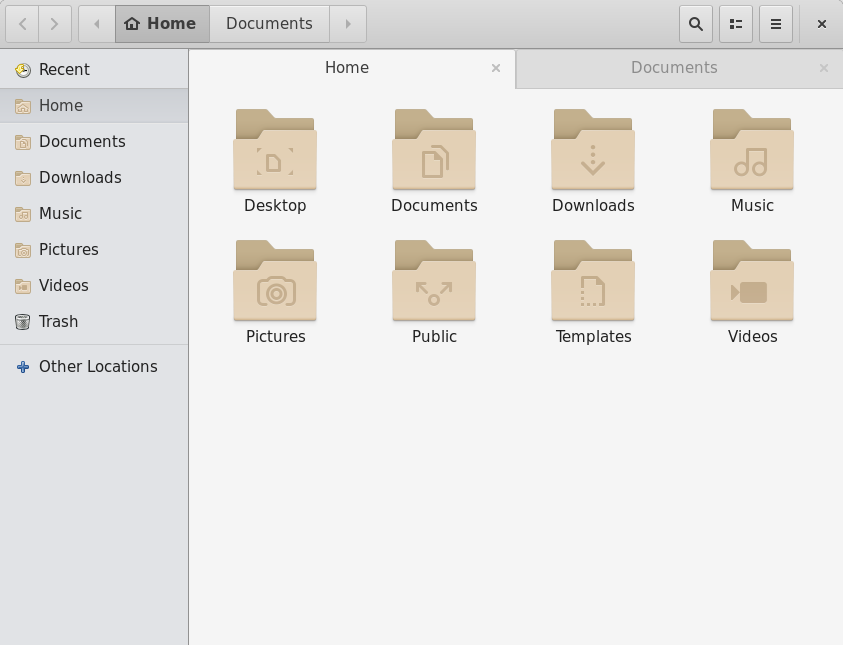 Home Documents
Recent
Home
Documents
Downloads
Music
Pictures
Videos
Trash
Other Locations
Home Documents
Desktop Documents Downloads Music
Pictures Public Templates Videos